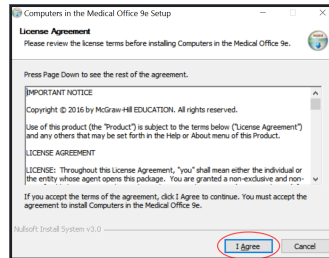 Computers in the Medical Office 9e Setup
License Agreement
Please review the license terms before installing Computers in the Medical Office 9e.
Press Page Down to see the rest of the agreement.
IMPORTANT NOTICE
Copyright © 2016 by McGraw-Hill EDUCATION. All rights reserved.
Use of this product (the "Product") is subject to the terms below ("License Agreement")
and any others that may be set forth in the Help or About menu of this Product.
LICENSE AGREEMENT
LICENSE: Throughout this License Agreement, "you" shall mean either the individual or
the entity whose agent opens this package. You are granted a non-exclusive and non-
If you accept the terms of the agreement, click I Agree to continue. You must accept the
agreement to install Computers in the Medical Office 9e.
Nullsoft Install System v3.0
I Agree
Cancel